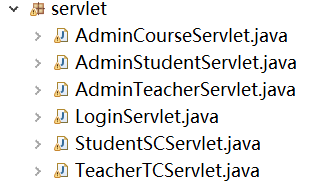 servlet
AdminCourseServlet.java
AdminStudentServlet.java
AdminTeacherServlet.java
LoginServlet.java
StudentSCServlet.java
TeacherTCServlet.java